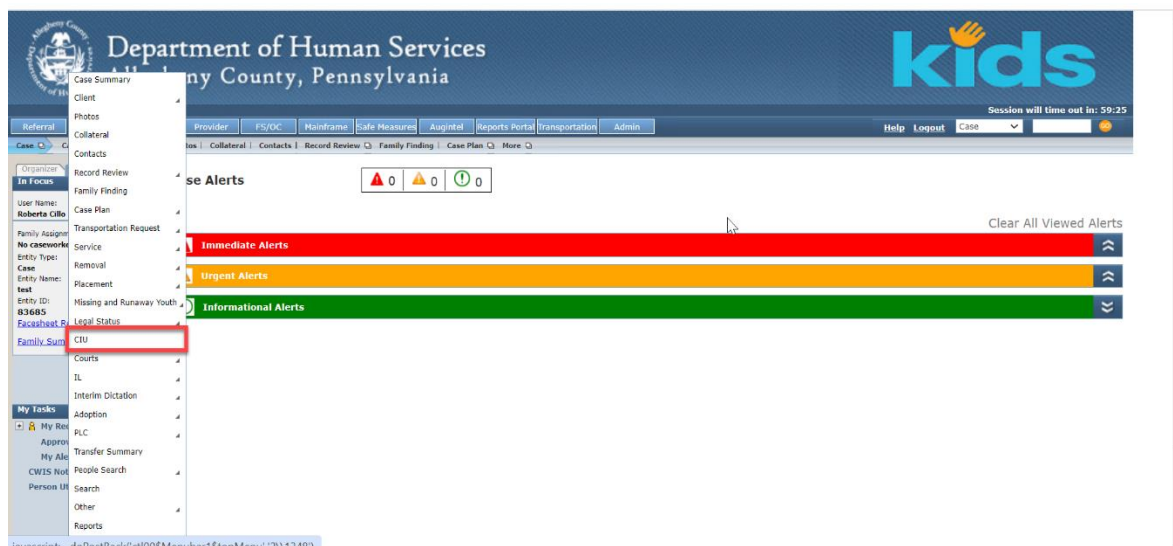 Department of Human Services
ny County, Pennsylvania
kids
Session will time out in: 59:25
Referral
Provider
FS/OC
Mainframe
Safe Measures
Augintel
Reports Portal
Transportation
Admin
Help Logout Case
GO
Case
tos | Collateral | Contacts | Record Review Family Finding | Case Plan More
Organizer
In Focus
User Name:
Roberta Cillo
Family Assignm
No caseworke
Entity Type:
Case
Entity Name:
test
Entity ID:
83685
Facesheet R
Family Sum
My Tasks
My Re
Approv
My Ale
CWIS Not
Person U
Case Summary
Client
Photos
Collateral
Contacts
Record Review
Family Finding
Case Plan
Transportation Request
Service
Removal
Placement
Missing and Runaway Youth
Legal Status
CIU
Courts
IL
Interim Dictation
Adoption
PLC
Transfer Summary
People Search
Search
Other
Reports
se Alerts
0 0 0
Clear All Viewed Alerts
Immediate Alerts
Urgent Alerts
Informational Alerts